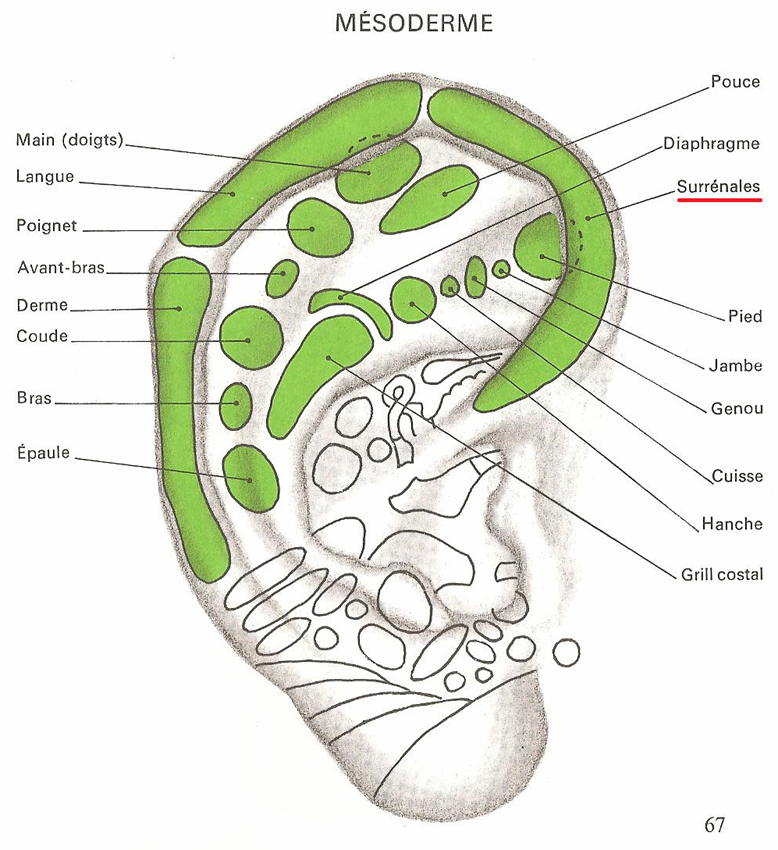 MÉSODERME
Main (doigts)
Langue
Poignet
Avant-bras
Derme
Coude
Bras
Épaule
Pouce
Diaphragme
Surrénales
Pied
Jambe
Genou
Cuisse
Hanche
Grill costal
67